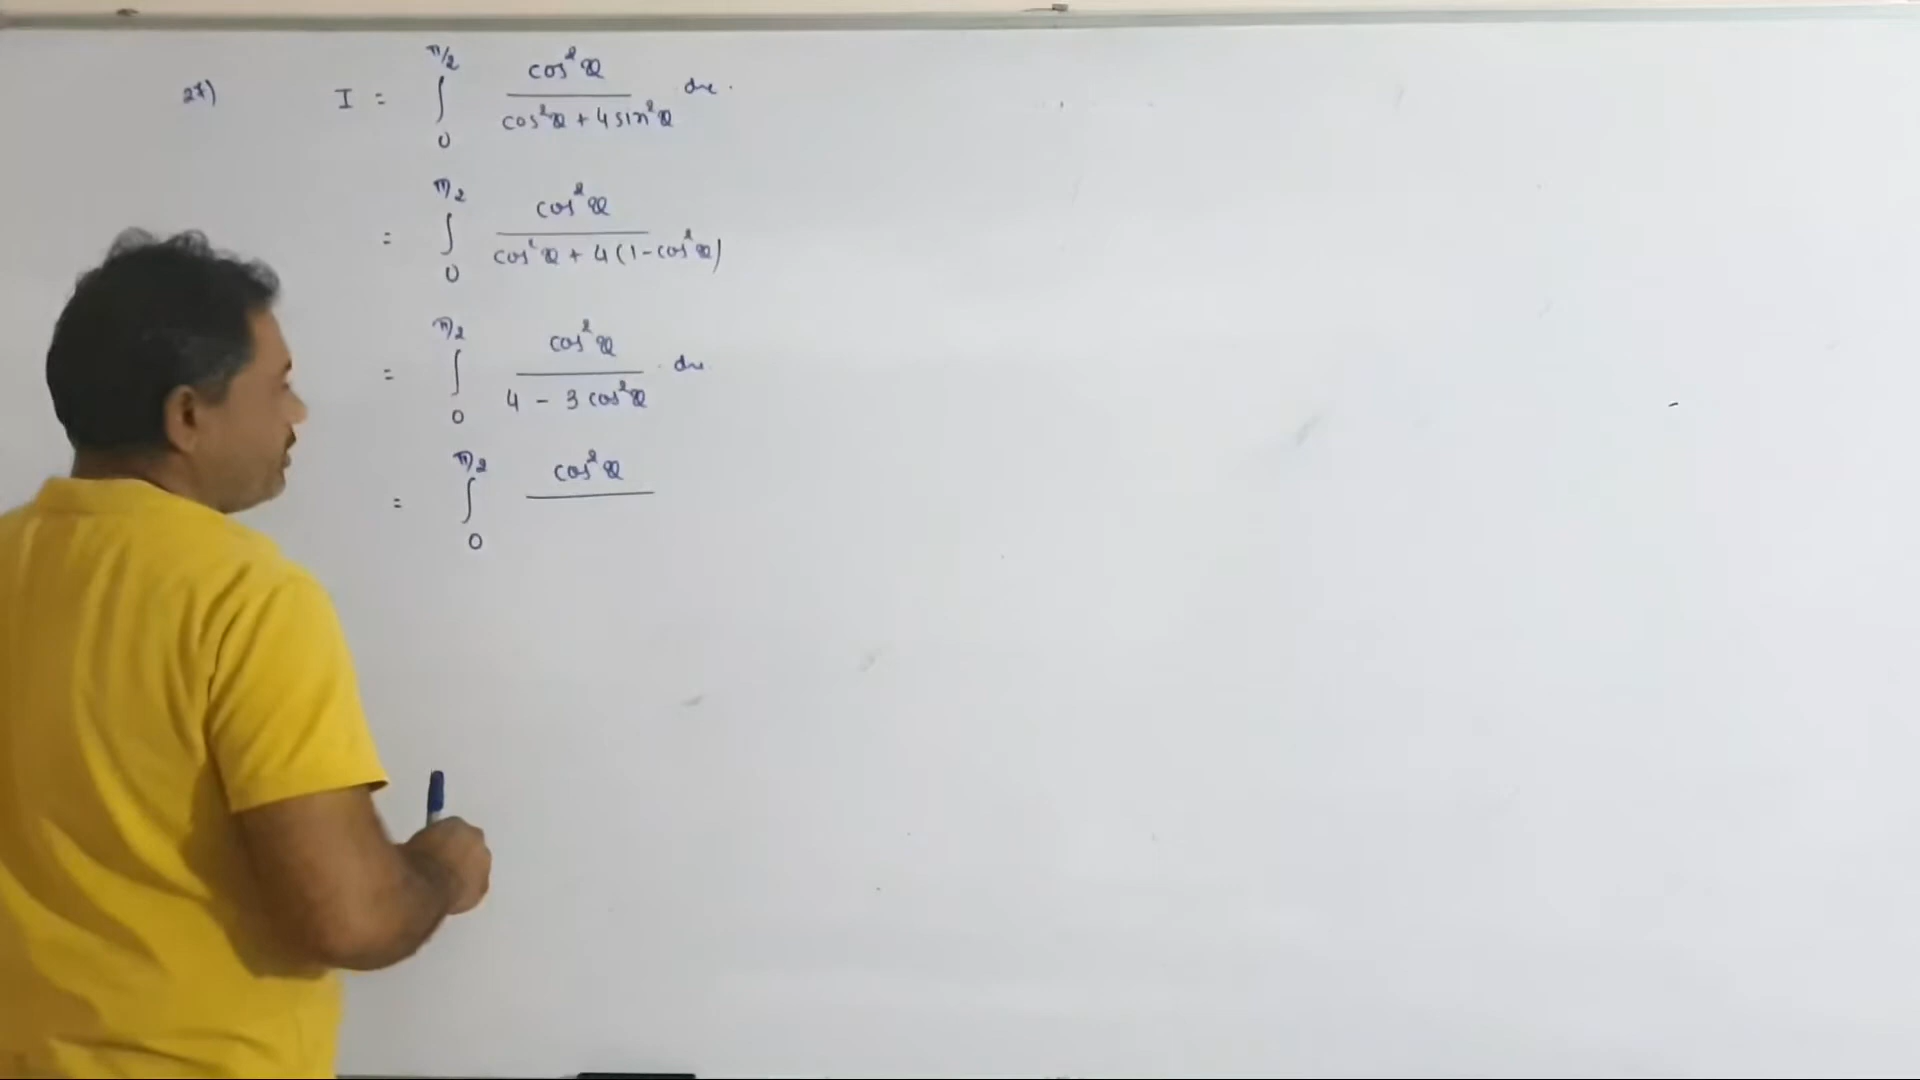 27) I = ∫₀^{π/2} cos²x / (cos²x + 4 sin²x) dx.
= ∫₀^{π/2} cos²x / (cos²x + 4(1-cos²x))
= ∫₀^{π/2} cos²x / (4 - 3 cos²x) . dx.
= ∫₀^{π/2} cos²x /